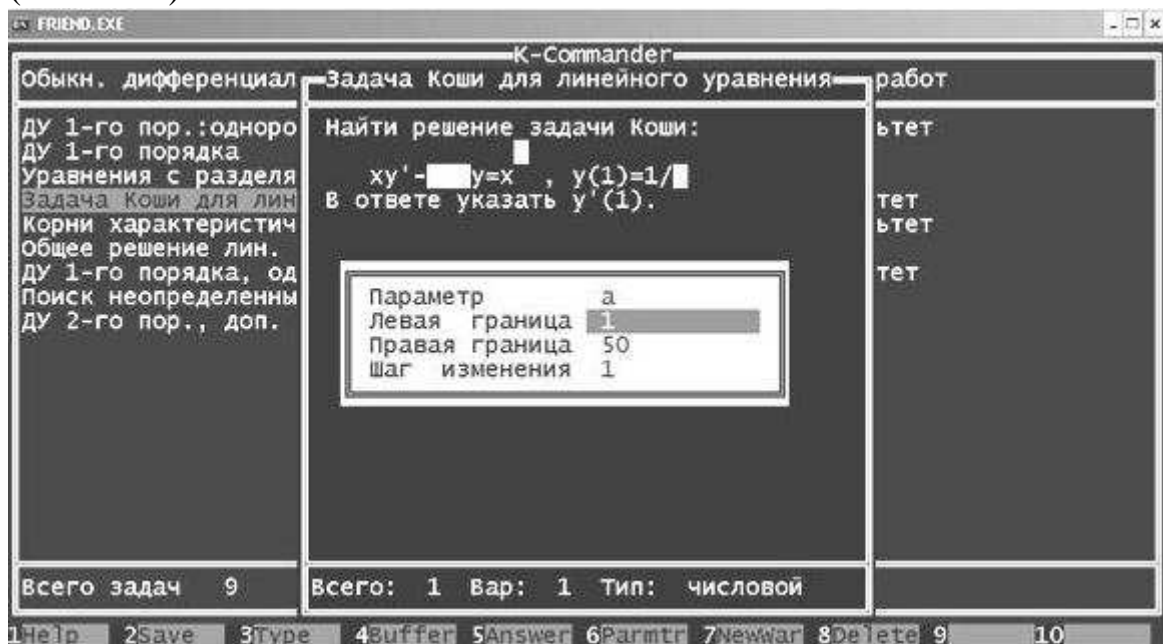 FRIEND.EXE
K-Commander
Обыкн. дифференциал
Задача Коши для линейного уравнения
работ
ДУ 1-го пор.:одноро
ДУ 1-го порядка
Уравнения с разделя
Задача Коши для лин
Корни характеристич
Общее решение лин.
ДУ 1-го порядка, од
Поиск неопределенны
ДУ 2-го пор., доп.
Найти решение задачи Коши:
xy'- y=x , y(1)=1/
В ответе указать y'(1).
ьтет
тет
ьтет
тет
Параметр a
Левая граница 1
Правая граница 50
Шаг изменения 1
Всего задач 9
Всего: 1 Вар: 1 Тип: числовой
1Help 2Save 3Type 4Buffer 5Answer 6Parmtr 7NewWar 8Delete 9 10